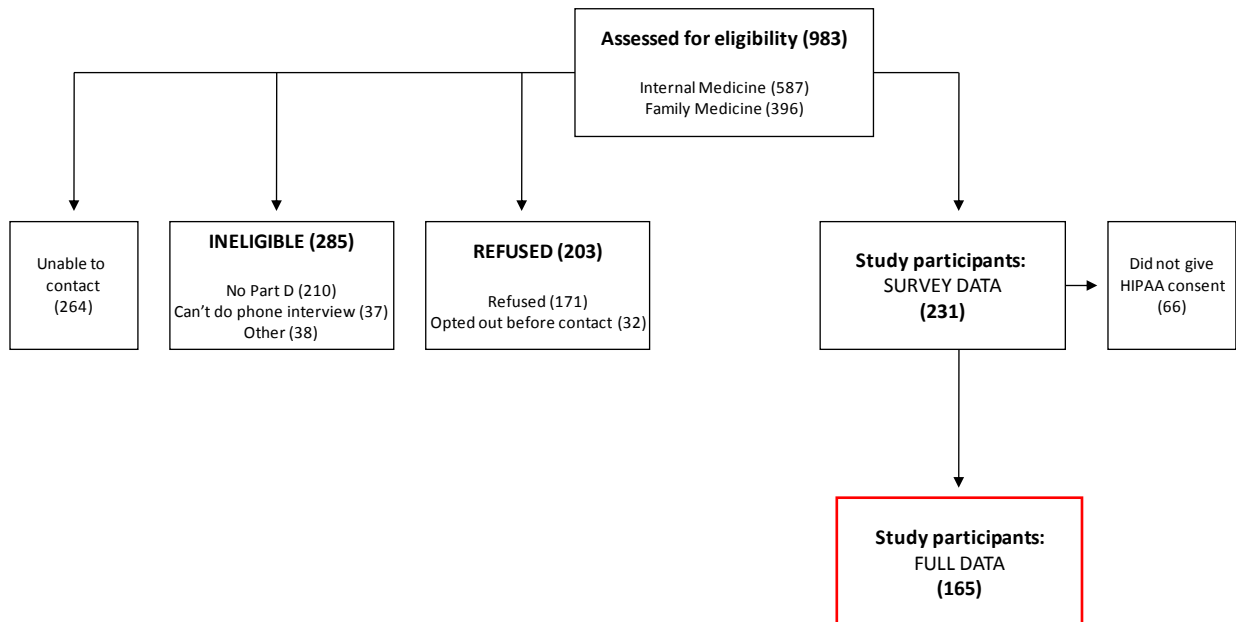 Assessed for eligibility (983)
Internal Medicine (587)
Family Medicine (396)
Unable to
contact
(264)
INELIGIBLE (285)
No Part D (210)
Can't do phone interview (37)
Other (38)
REFUSED (203)
Refused (171)
Opted out before contact (32)
Study participants:
SURVEY DATA
(231)
Did not give
HIPAA consent
(66)
Study participants:
FULL DATA
(165)